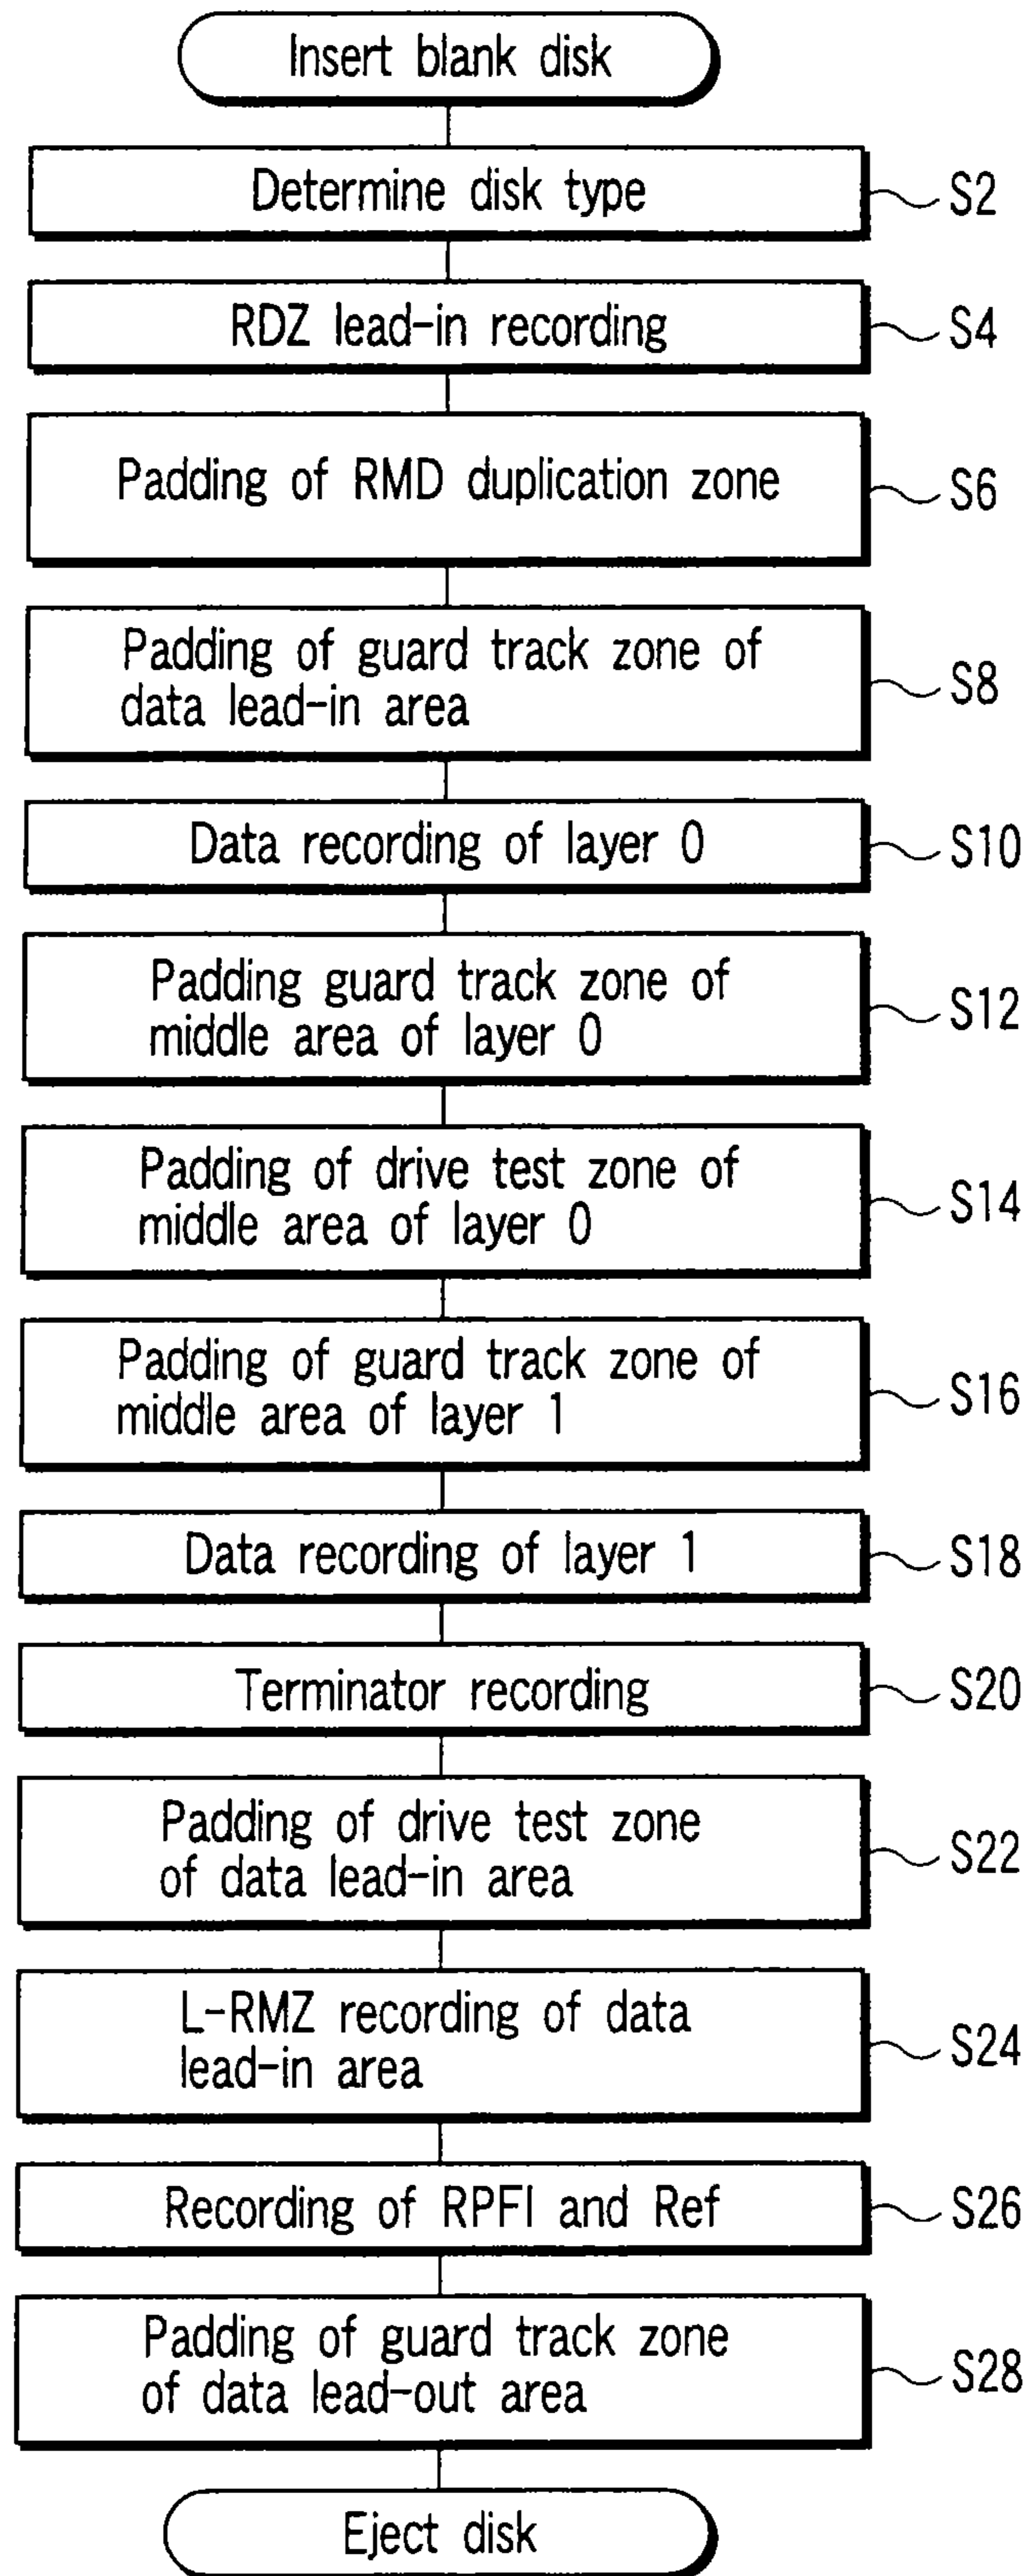 Insert blank disk
Determine disk type
S2
RDZ lead-in recording
S4
Padding of RMD duplication zone
S6
Padding of guard track zone of
data lead-in area
S8
Data recording of layer 0
S10
Padding guard track zone of
middle area of layer 0
S12
Padding of drive test zone of
middle area of layer 0
S14
Padding of guard track zone of
middle area of layer 1
S16
Data recording of layer 1
S18
Terminator recording
S20
Padding of drive test zone
of data lead-in area
S22
L-RMZ recording of data
lead-in area
S24
Recording of RPFI and Ref
S26
Padding of guard track zone
of data lead-out area
S28
Eject disk